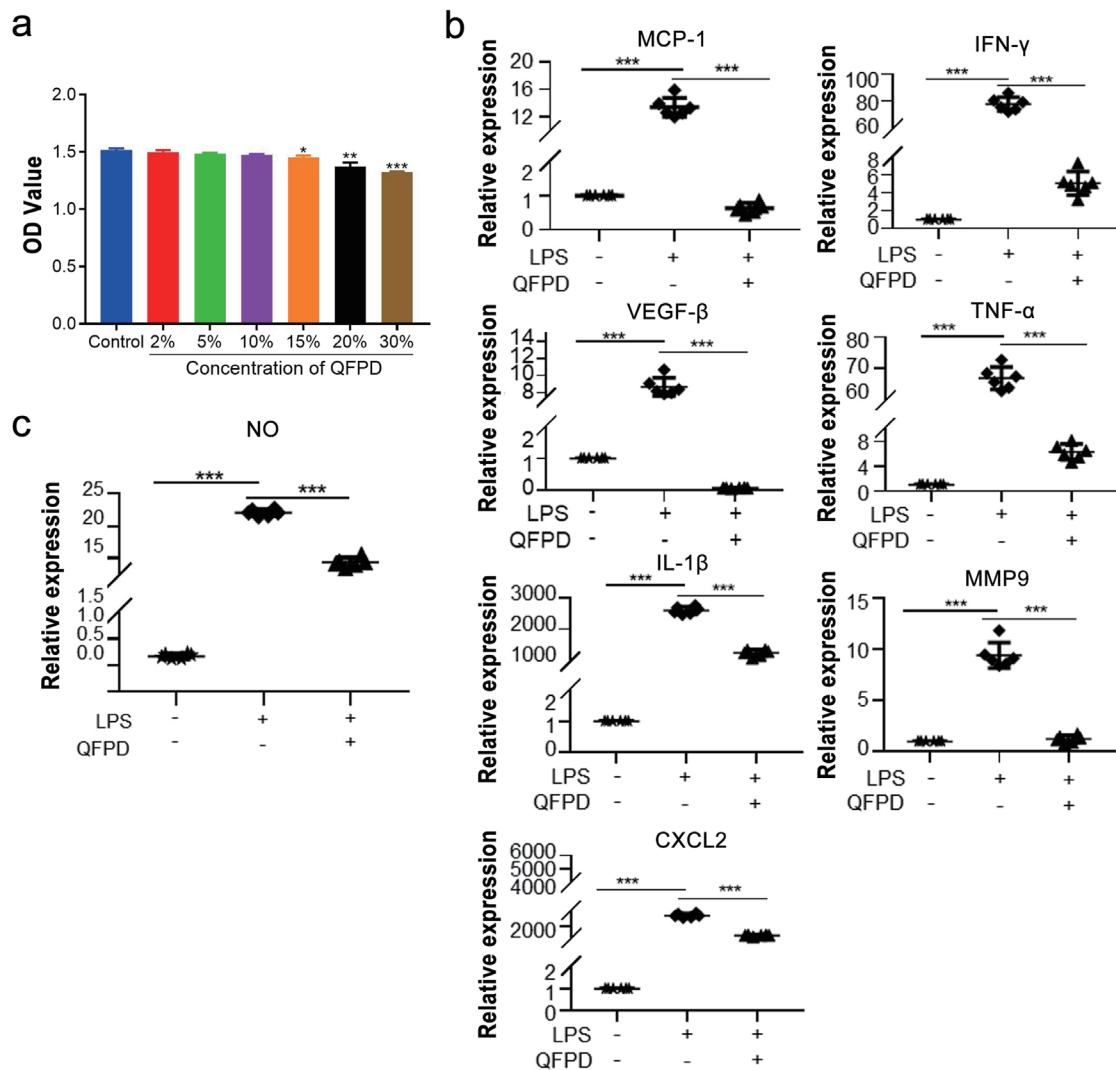 a
2.0
1.5
1.0
0.5
0.0
OD Value
* ** ***
Control 2% 5% 10% 15% 20% 30%
Concentration of QFPD
b
MCP-1
*** ***
20
16
12
2
1
0
Relative expression
LPS - + +
QFPD - - +
IFN-γ
*** ***
100
80
60
8
6
4
2
0
Relative expression
LPS - + +
QFPD - - +
VEGF-β
*** ***
14
12
10
8
2
1
0
Relative expression
LPS - + +
QFPD - - +
TNF-α
*** ***
80
70
60
8
4
0
Relative expression
LPS - + +
QFPD - - +
IL-1β
*** ***
3000
2000
1000
2
1
0
Relative expression
LPS - + +
QFPD - - +
MMP9
*** ***
15
10
5
0
Relative expression
LPS - + +
QFPD - - +
CXCL2
*** ***
6000
5000
4000
2000
2
1
0
Relative expression
LPS - + +
QFPD - - +
c
NO
*** ***
25
20
15
1.5
1.0
0.5
0.0
Relative expression
LPS - + +
QFPD - - +